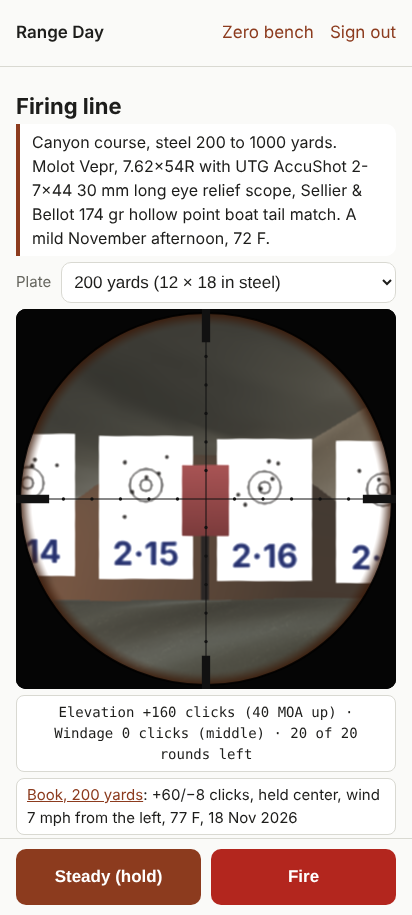 Range Day
Zero bench
Sign out
Firing line
Canyon course, steel 200 to 1000 yards.
Molot Vepr, 7.62×54R with UTG AccuShot 2-
7×44 30 mm long eye relief scope, Sellier &
Bellot 174 gr hollow point boat tail match. A
mild November afternoon, 72 F.
Plate
200 yards (12 × 18 in steel)
14
2·15
2·16
2·
Elevation +160 clicks (40 MOA up) ·
Windage 0 clicks (middle) · 20 of 20
rounds left
Book, 200 yards: +60/−8 clicks, held center, wind
7 mph from the left, 77 F, 18 Nov 2026
Steady (hold)
Fire